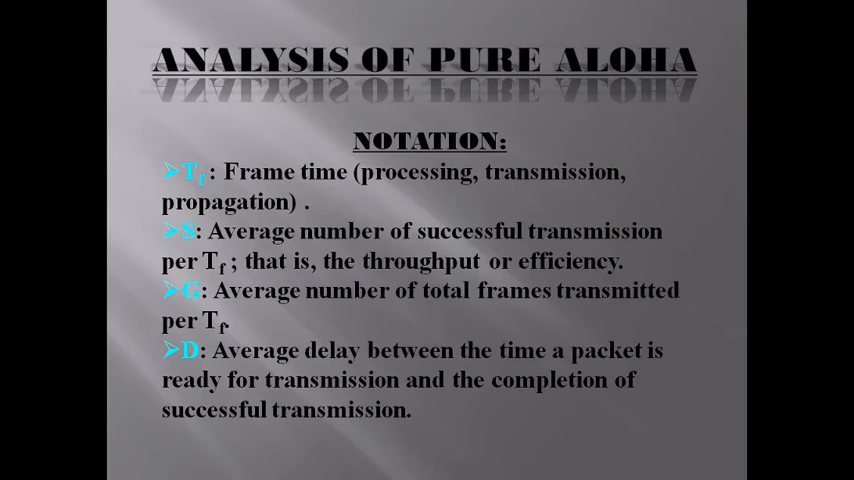 ANALYSIS OF PURE ALOHA
NOTATION:
➢Tf : Frame time (processing, transmission,
propagation) .
➢S: Average number of successful transmission
per Tf ; that is, the throughput or efficiency.
➢G: Average number of total frames transmitted
per Tf.
➢D: Average delay between the time a packet is
ready for transmission and the completion of
successful transmission.